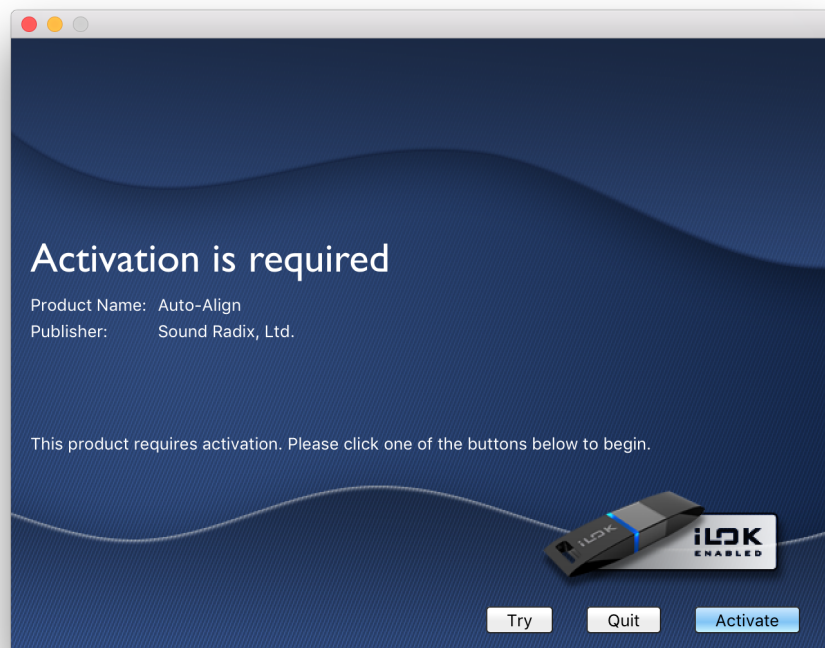 Activation is required
Product Name: Auto-Align
Publisher: Sound Radix, Ltd.
This product requires activation. Please click one of the buttons below to begin.
iLOK
iLOK
ENABLED
Try Quit Activate